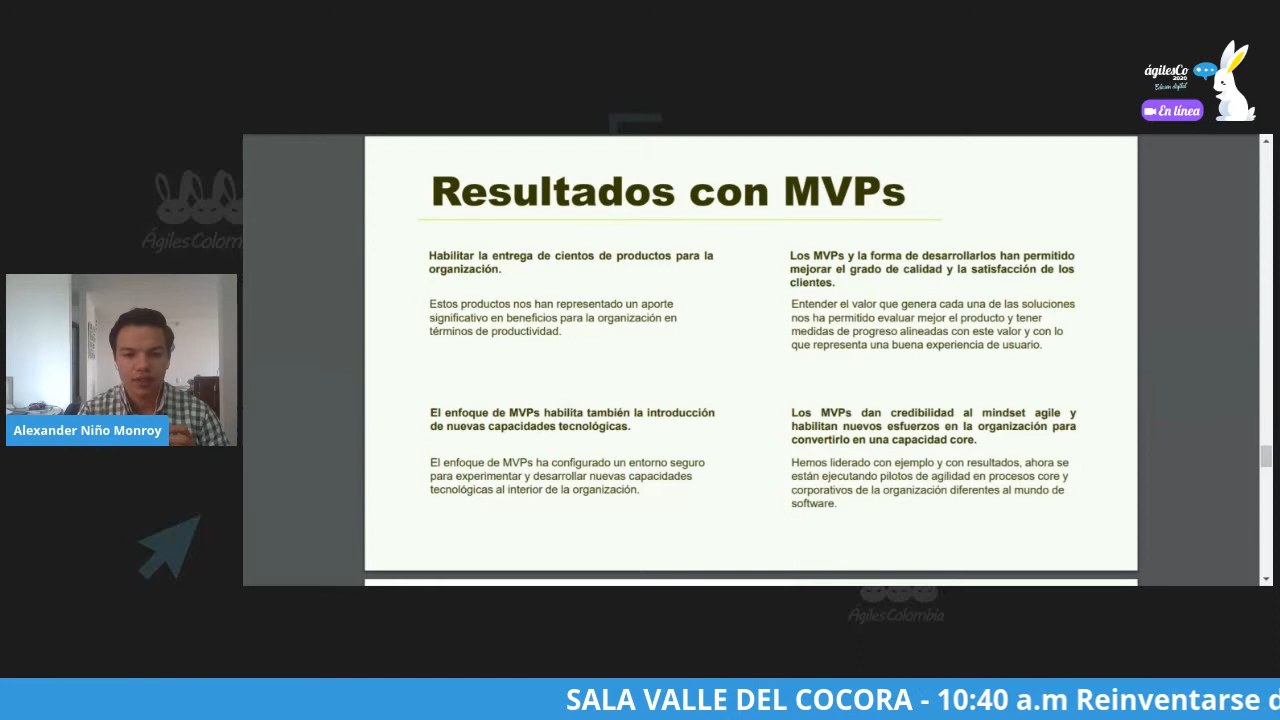 ágilesCo
2020
Edición digital
En línea
Resultados con MVPs
Habilitar la entrega de cientos de productos para la
organización.
Estos productos nos han representado un aporte
significativo en beneficios para la organización en
términos de productividad.
Los MVPs y la forma de desarrollarlos han permitido
mejorar el grado de calidad y la satisfacción de los
clientes.
Entender el valor que genera cada una de las soluciones
nos ha permitido evaluar mejor el producto y tener
medidas de progreso alineadas con este valor y con lo
que representa una buena experiencia de usuario.
El enfoque de MVPs habilita también la introducción
de nuevas capacidades tecnológicas.
El enfoque de MVPs ha configurado un entorno seguro
para experimentar y desarrollar nuevas capacidades
tecnológicas al interior de la organización.
Los MVPs dan credibilidad al mindset agile y
habilitan nuevos esfuerzos en la organización para
convertirlo en una capacidad core.
Hemos liderado con ejemplo y con resultados, ahora se
están ejecutando pilotos de agilidad en procesos core y
corporativos de la organización diferentes al mundo de
software.
ÁgilesColom
Alexander Niño Monroy
ÁgilesColombia
SALA VALLE DEL COCORA - 10:40 a.m Reinventarse d